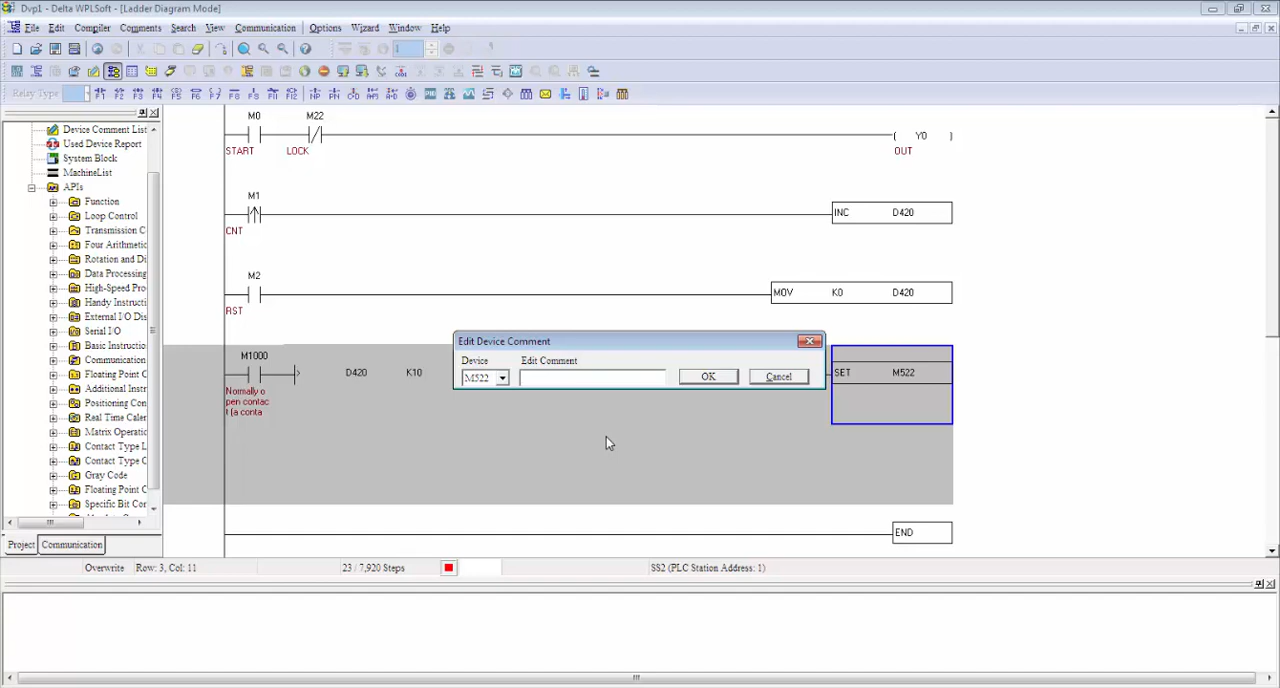 Dvp1 - Delta WPLSoft - [Ladder Diagram Mode]
File Edit Compiler Comments Search View Communication Options Wizard Window Help
Relay Type
Device Comment List
Used Device Report
System Block
MachineList
APIs
Function
Loop Control
Transmission C
Four Arithmetic
Rotation and Di
Data Processing
High-Speed Pro
Handy Instructi
External I/O Dis
Serial I/O
Basic Instruction
Communication
Floating Point C
Additional Instr
Positioning Con
Real Time Caler
Matrix Operatio
Contact Type L
Contact Type C
Gray Code
Floating Point C
Specific Bit Con
Project Communication
M0 M22
Y0
START LOCK OUT
M1
INC D420
CNT
M2
MOV K0 D420
RST
M1000
> D420 K10
SET M522
Normally o
pen contac
t (a conta
Edit Device Comment
Device Edit Comment
M522 OK Cancel
END
Overwrite Row: 3, Col: 11 23 / 7,920 Steps SS2 (PLC Station Address: 1)